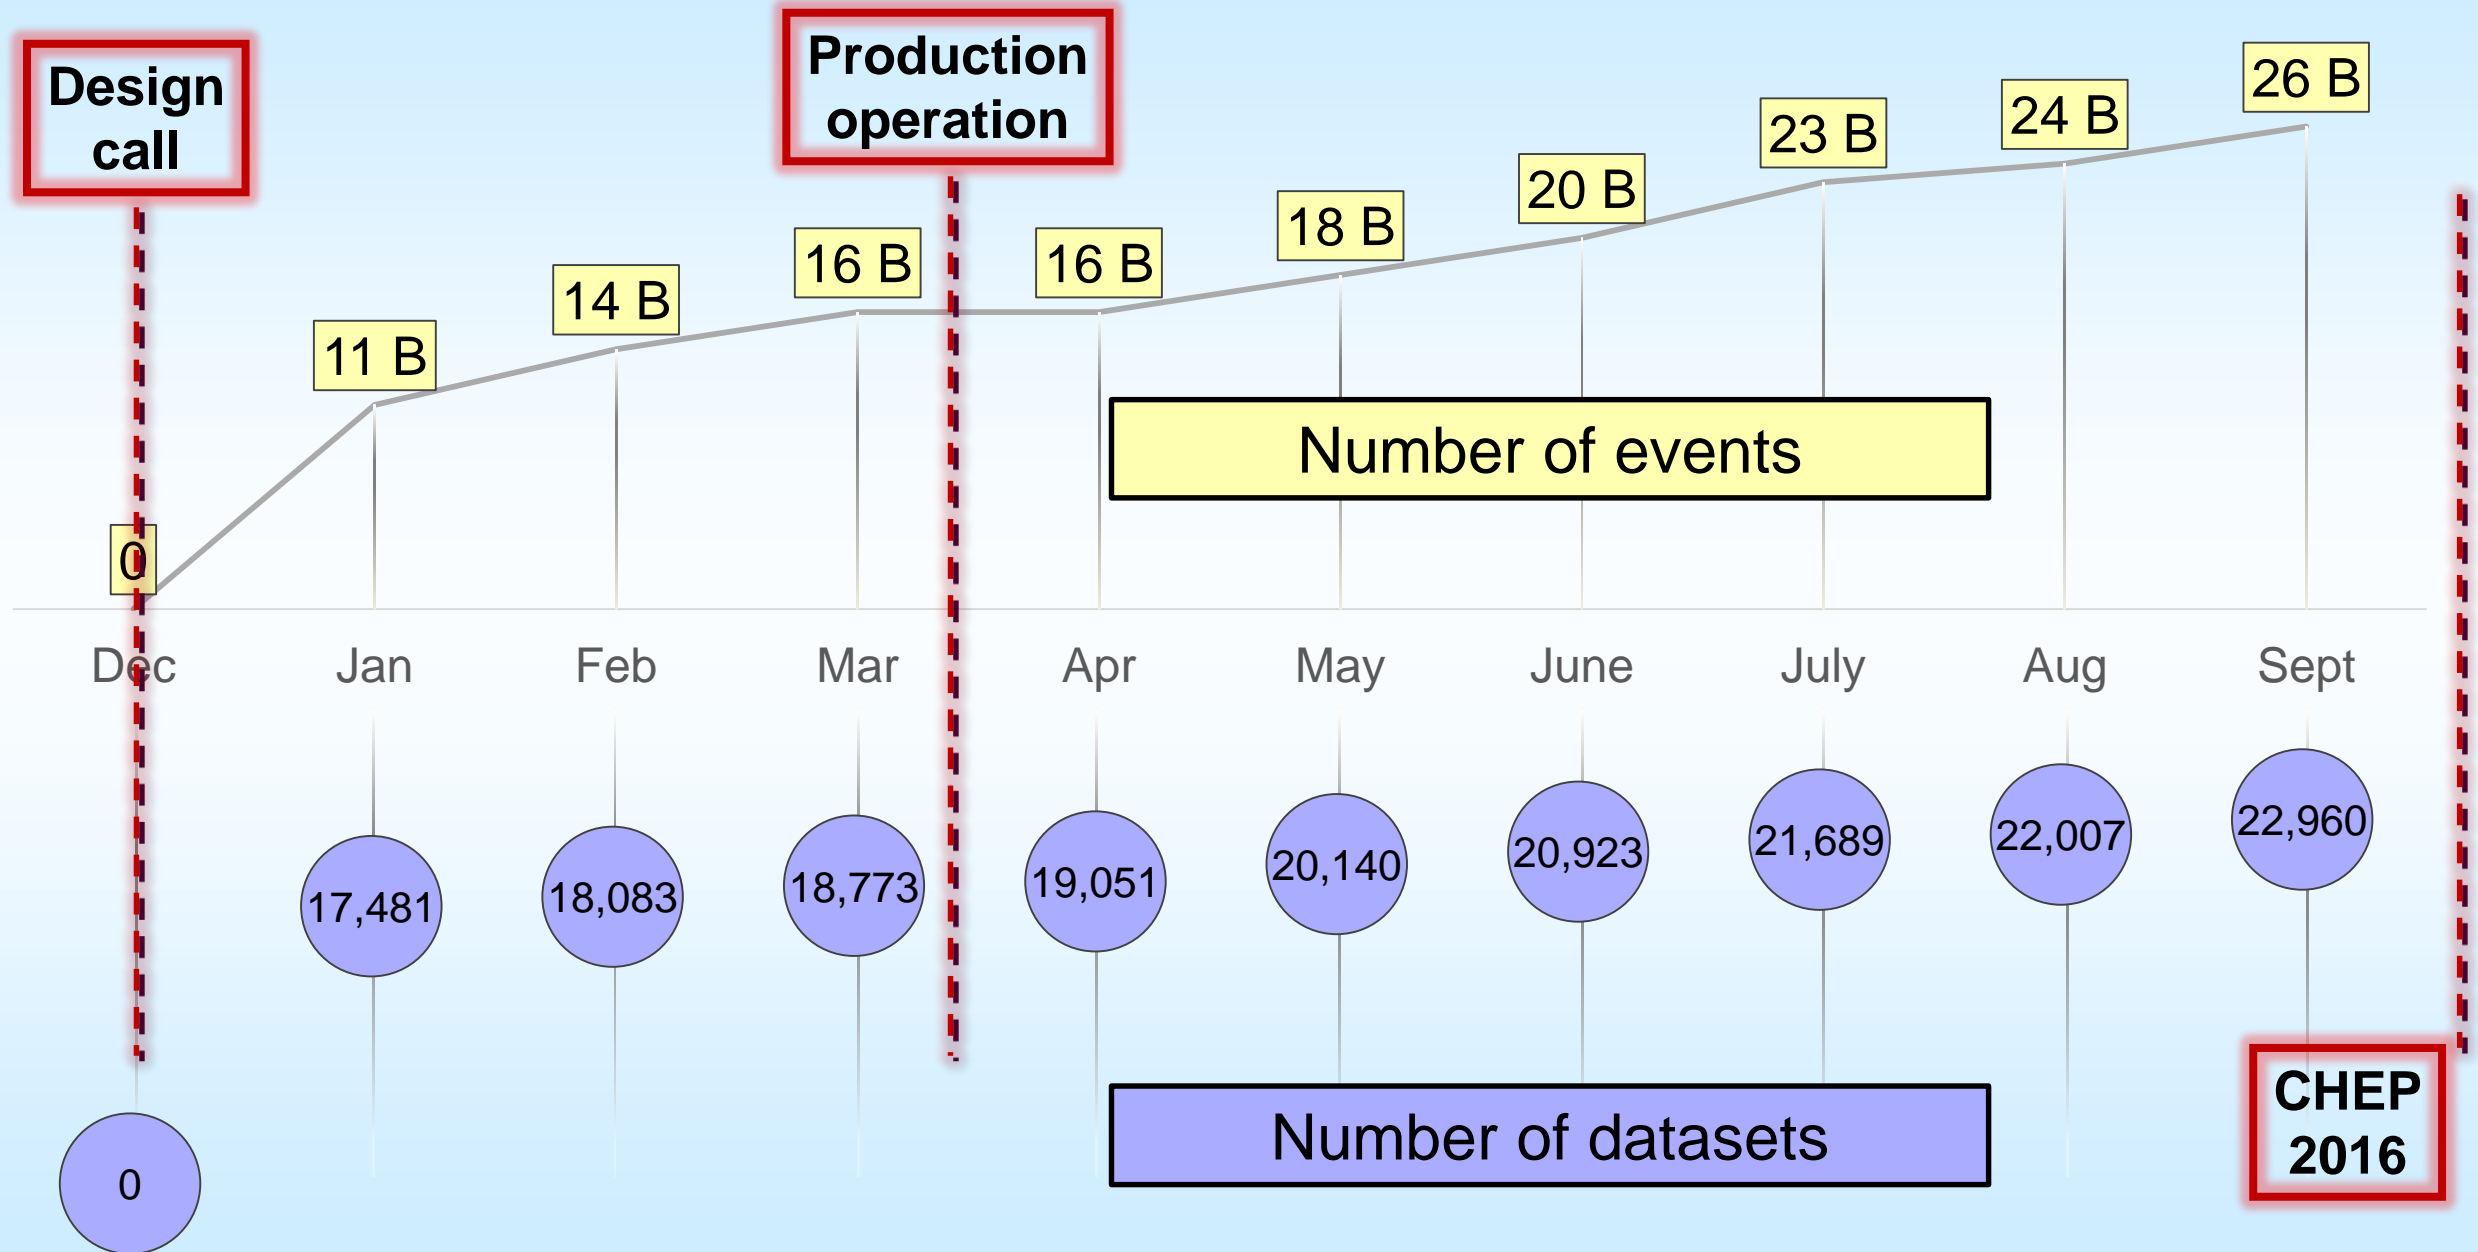 Design
call
Production
operation
0
11 B
14 B
16 B
16 B
18 B
20 B
23 B
24 B
26 B
Number of events
Dec
Jan
Feb
Mar
Apr
May
June
July
Aug
Sept
0
17,481
18,083
18,773
19,051
20,140
20,923
21,689
22,007
22,960
Number of datasets
CHEP
2016